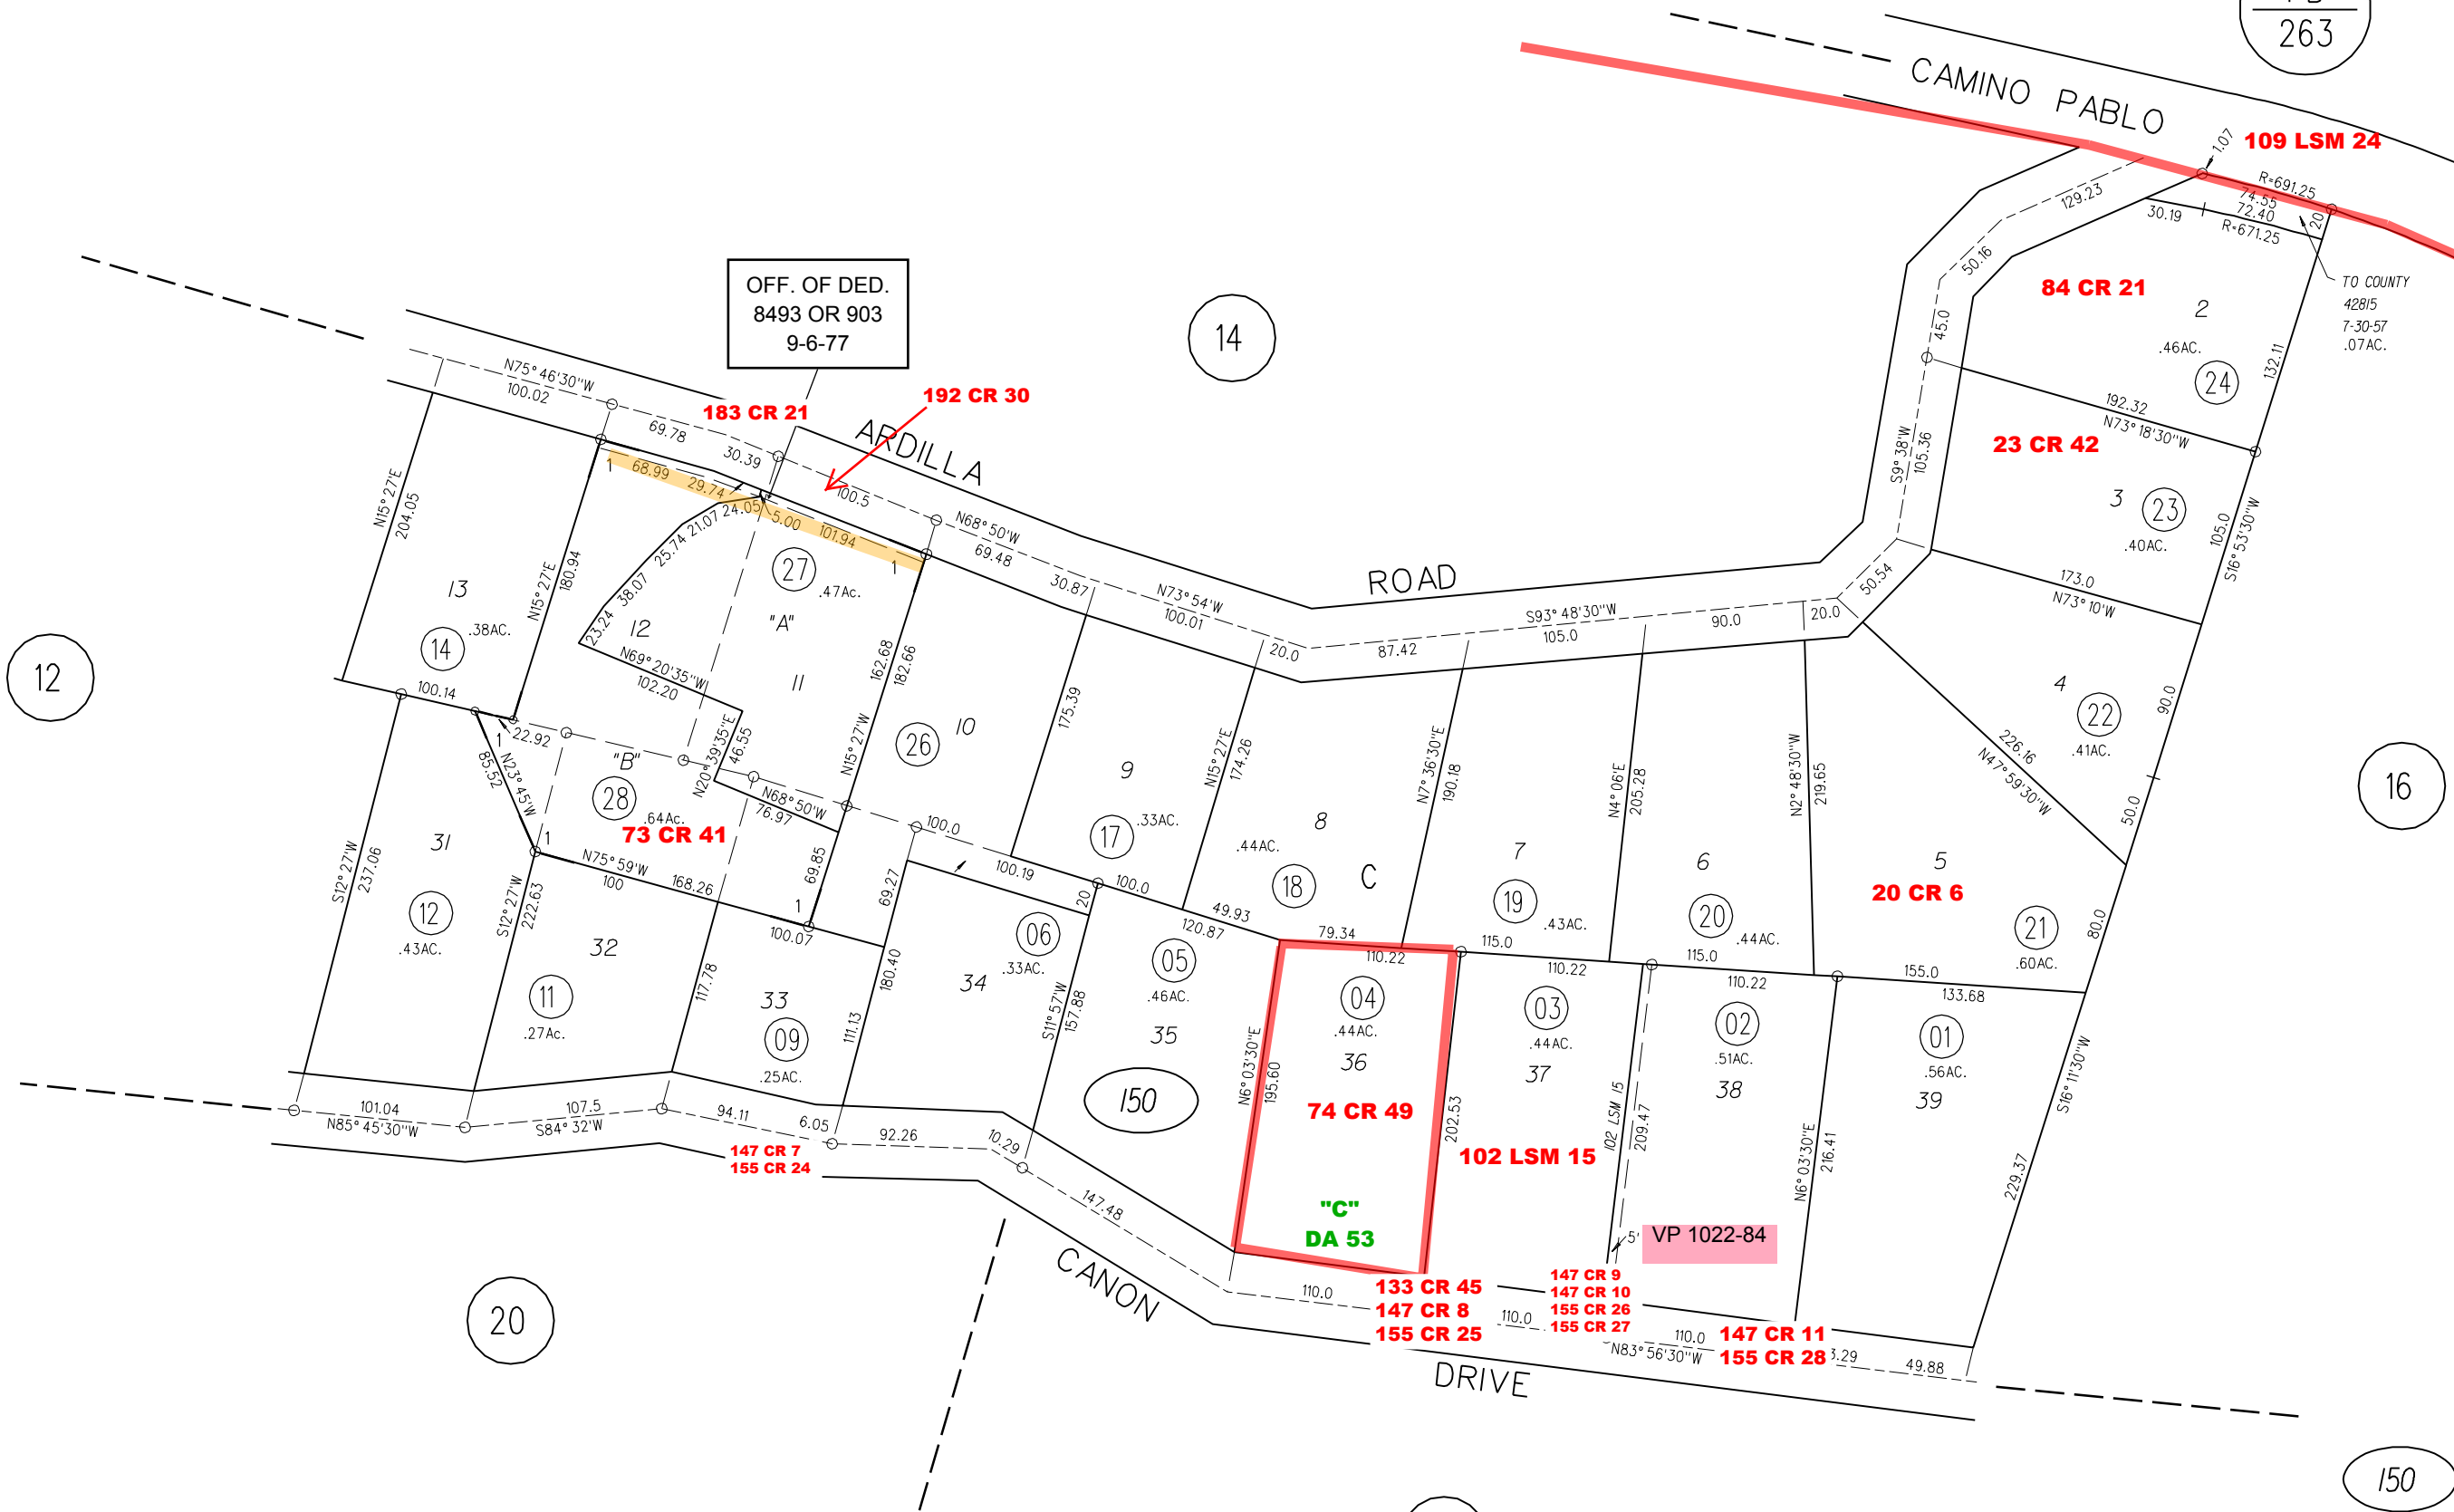 263
CAMINO PABLO
109 LSM 24
1.07
R=691.25
74.55
72.40
R=671.25
20
30.19
129.23
50.16
TO COUNTY
42815
7-30-57
.07AC.
84 CR 21
2
.46AC.
24
45.0
132.11
OFF. OF DED.
8493 OR 903
9-6-77
14
N75°46'30"W
100.02
183 CR 21
192 CR 30
ARDILLA
69.78
30.39
100.5
192.32
N73°18'30"W
23 CR 42
S9°38'W
105.36
3
23
.40AC.
105.0
S16°53'30"W
1
68.99
29.74
24.05
5.00
101.94
1
N68°50'W
69.48
30.87
N73°54'W
100.01
ROAD
S93°48'30"W
105.0
90.0
20.0
50.54
173.0
N73°10'W
N15°27'E
204.05
21.07
25.74
38.07
23.24
27
.47Ac.
"A"
N15°27'E
180.94
13
14
.38AC.
12
12
N69°20'35"W
102.20
11
162.68
182.66
N15°27'W
20.0
87.42
4
22
.41AC.
90.0
226.16
N47°59'30"W
50.0
16
100.14
1
22.92
N23°45'W
85.52
"B"
28
.64Ac.
73 CR 41
N20°39'35"E
46.55
N68°50'W
76.97
26
10
175.39
9
17
.33AC.
N15°27'E
174.26
8
.44AC.
18
C
N7°36'30"E
190.18
7
19
.43AC.
N4°06'E
205.28
6
20
.44AC.
N2°48'30"W
219.65
5
20 CR 6
21
.60AC.
80.0
31
S12°27'W
237.06
12
.43AC.
1
N75°59'W
100
168.26
69.85
1
100.07
S12°27'W
222.63
32
11
.27Ac.
117.78
33
09
.25AC.
69.27
180.40
111.13
100.0
100.19
20
34
06
.33AC.
S11°57'W
157.88
100.0
49.93
120.87
05
.46AC.
35
150
79.34
110.22
04
.44AC.
36
74 CR 49
N6°03'30"E
195.60
"C"
DA 53
202.53
115.0
110.22
03
.44AC.
37
102 LSM 15
102 LSM 15
209.47
115.0
110.22
02
.51AC.
38
N6°03'30"E
216.41
155.0
133.68
01
.56AC.
39
S16°11'30"W
229.37
5'
VP 1022-84
101.04
N85°45'30"W
107.5
S84°32'W
94.11
6.05
92.26
10.29
147.48
147 CR 7
155 CR 24
20
CANON
110.0
133 CR 45
147 CR 8
155 CR 25
110.0
147 CR 9
147 CR 10
155 CR 26
155 CR 27
110.0
N83°56'30"W
147 CR 11
155 CR 28
3.29
49.88
DRIVE
150